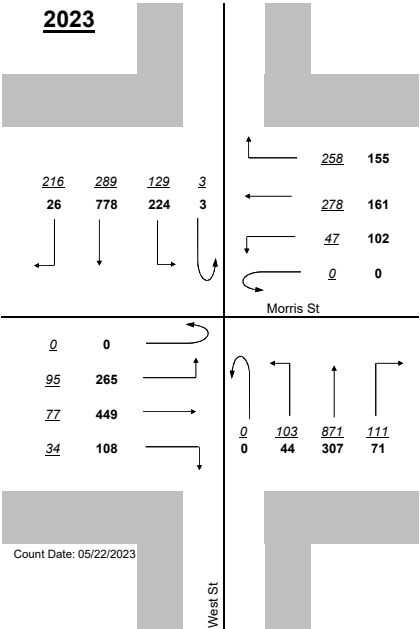 2023
258 155
216 289 129 3
26 778 224 3
278 161
47 102
0 0
Morris St
0 0
95 265
77 449
34 108
0 103 871 111
0 44 307 71
Count Date: 05/22/2023
West St